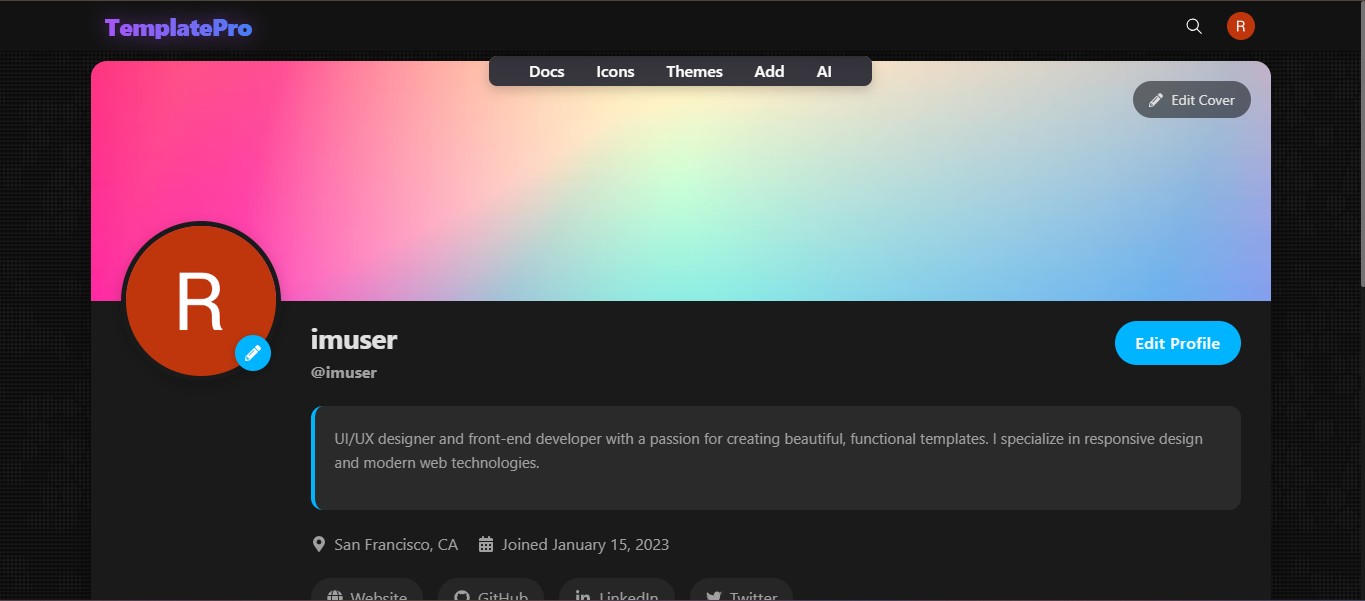 TemplatePro
R
Docs Icons Themes Add AI
Edit Cover
R
imuser
Edit Profile
@imuser
UI/UX designer and front-end developer with a passion for creating beautiful, functional templates. I specialize in responsive design
and modern web technologies.
San Francisco, CA Joined January 15, 2023
Website GitHub LinkedIn Twitter